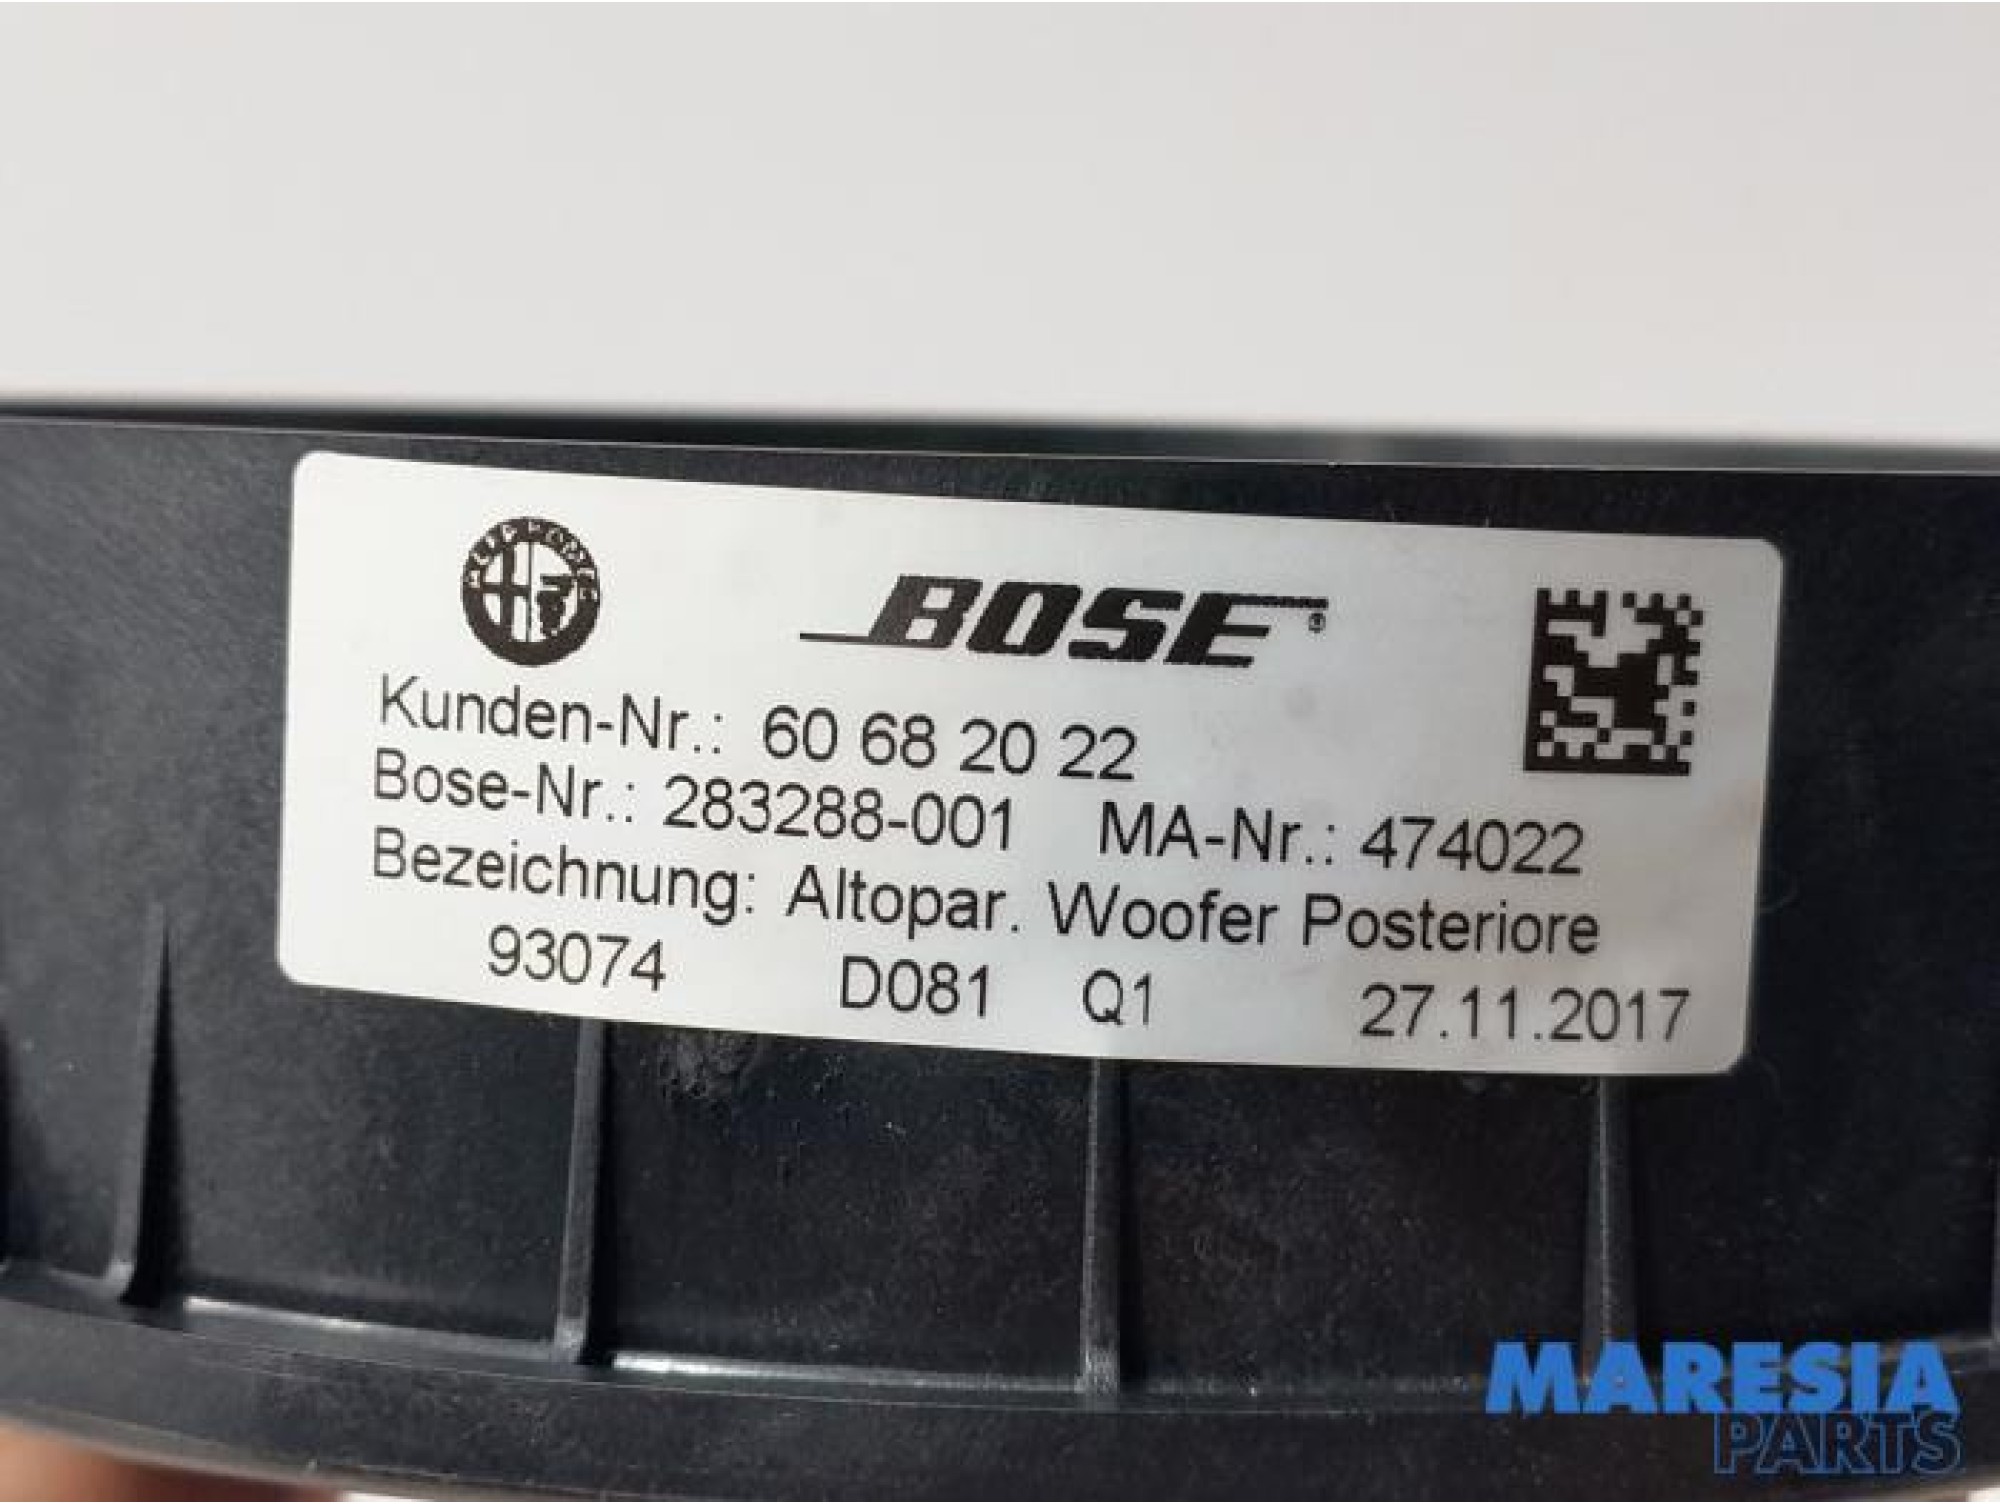 BOSE®
Kunden-Nr.: 60 68 20 22
Bose-Nr.: 283288-001 MA-Nr.: 474022
Bezeichnung: Altopar. Woofer Posteriore
93074 D081 Q1 27.11.2017
MARESIA
PARTS